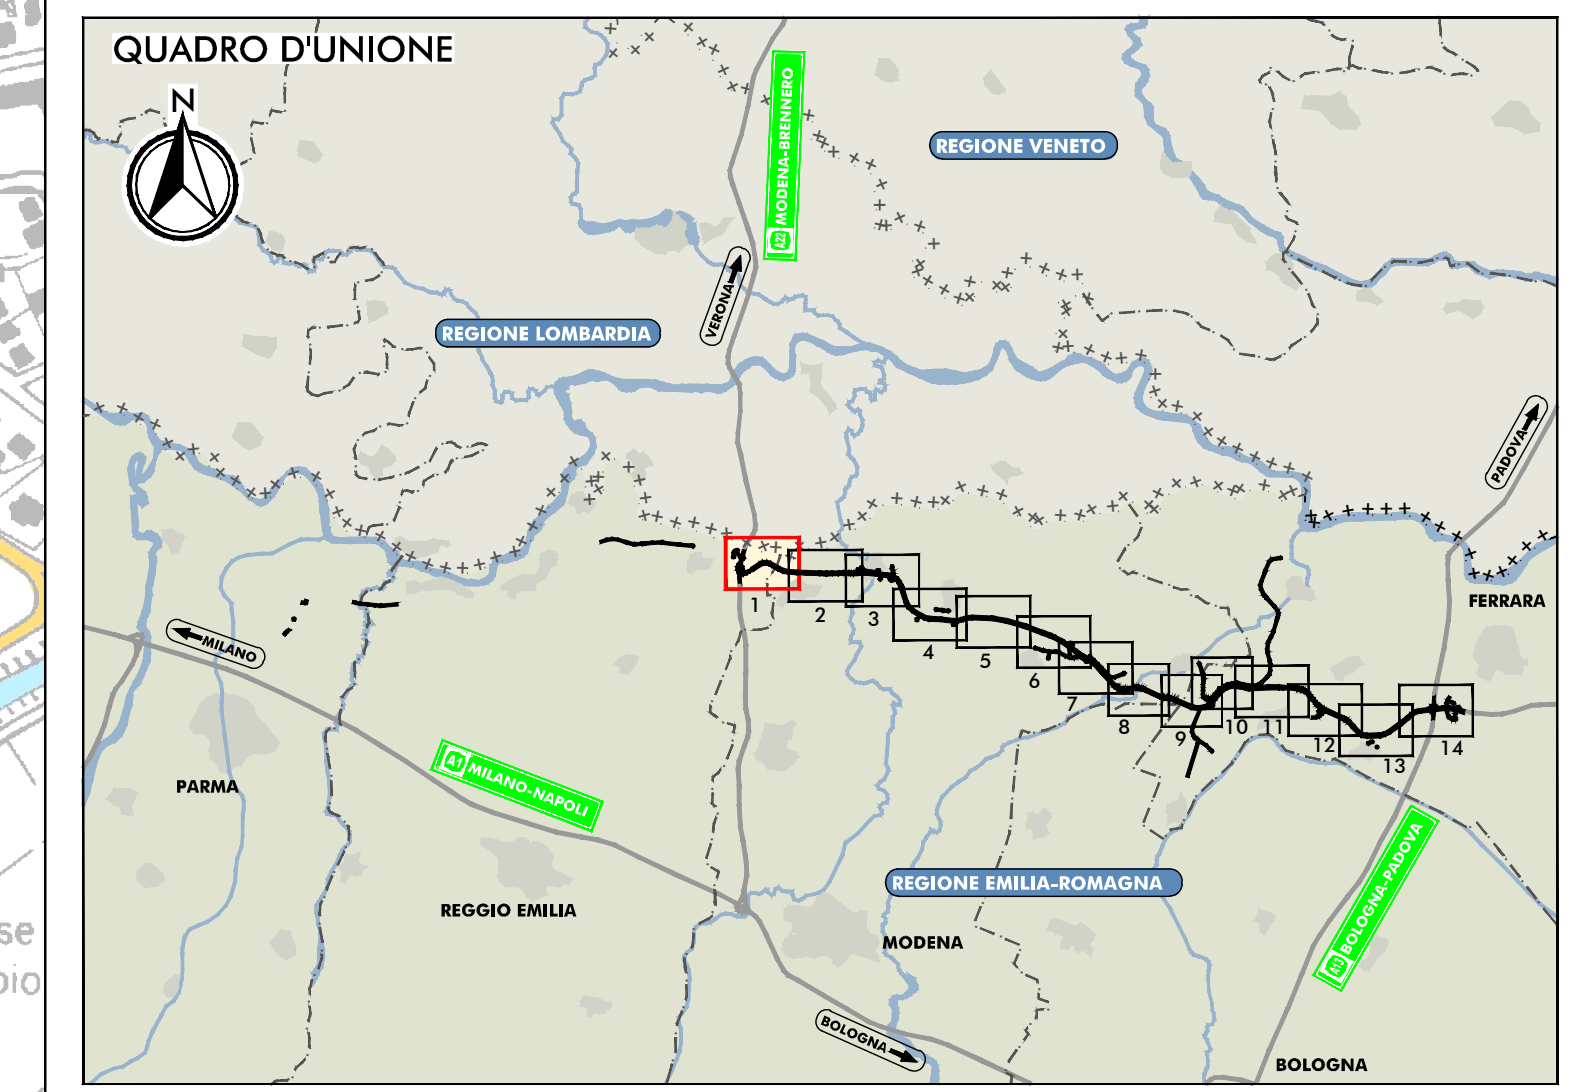 QUADRO D'UNIONE
N
A22 MODENA-BRENNERO
REGIONE VENETO
VERONA
REGIONE LOMBARDIA
PADOVA
FERRARA
MILANO
1
2
3
4
5
6
7
8
9
10
11
12
13
14
PARMA
A1 MILANO-NAPOLI
A13 BOLOGNA-PADOVA
REGIONE EMILIA-ROMAGNA
REGGIO EMILIA
MODENA
se
BOLOGNA
BOLOGNA